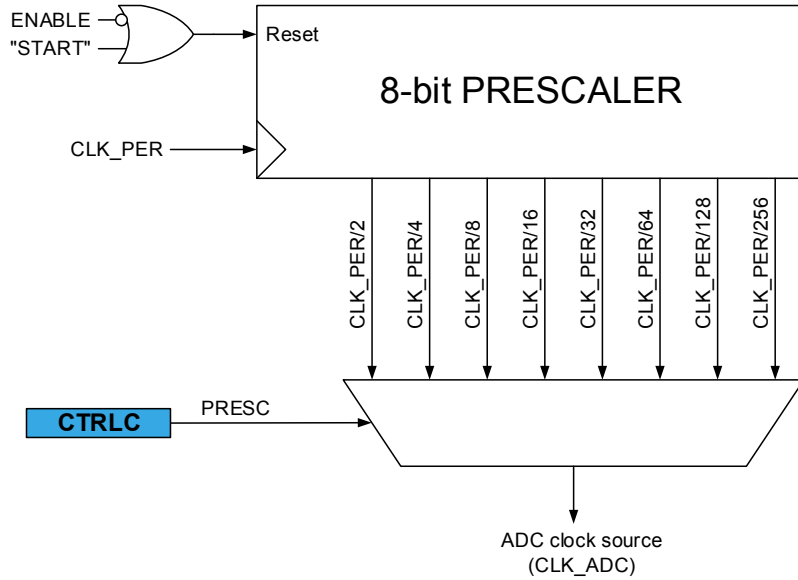 ENABLE
"START"
Reset
8-bit PRESCALER
CLK_PER
CLK_PER/2
CLK_PER/4
CLK_PER/8
CLK_PER/16
CLK_PER/32
CLK_PER/64
CLK_PER/128
CLK_PER/256
CTRLC
PRESC
ADC clock source
(CLK_ADC)